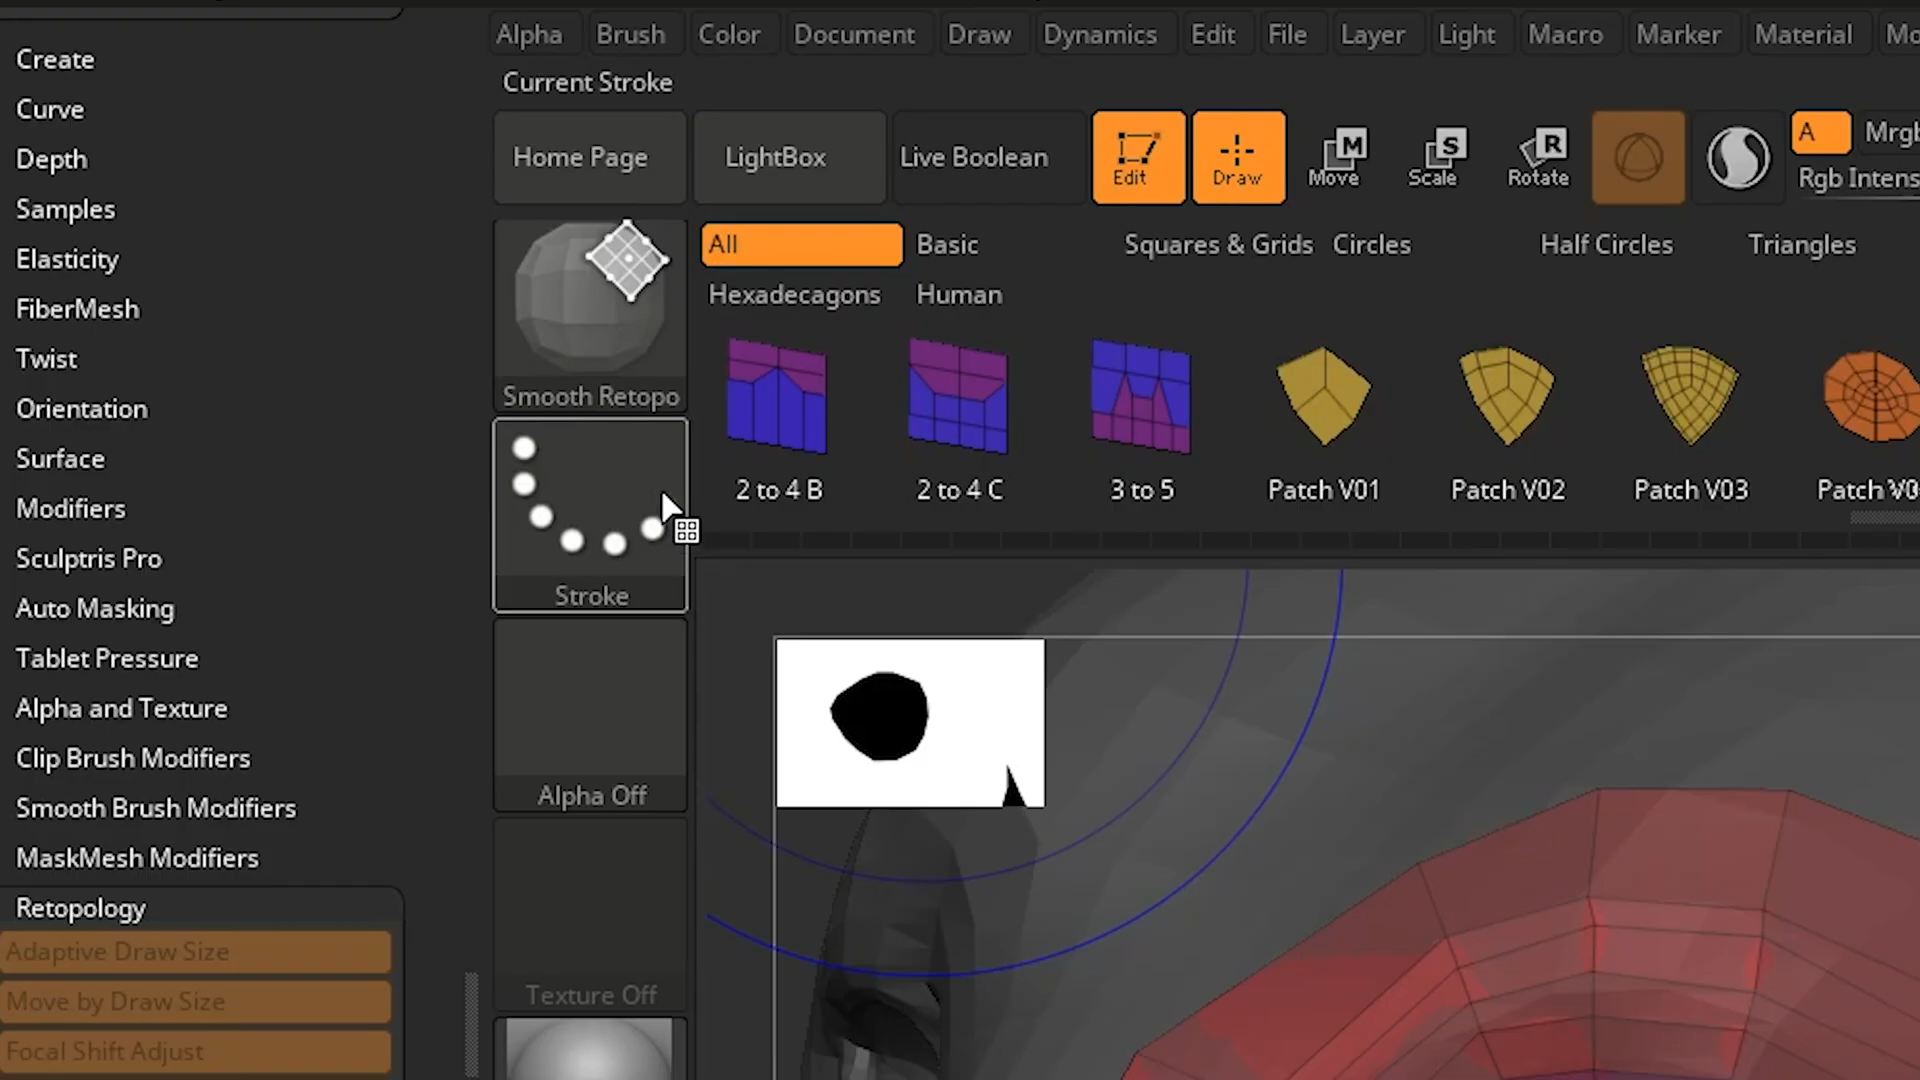 Alpha Brush Color Document Draw Dynamics Edit File Layer Light Macro Marker Material
Current Stroke
Home Page LightBox Live Boolean Edit Draw M Move S Scale R Rotate A
Rgb
All Basic Squares & Grids Circles Half Circles Triangles
Hexadecagons Human
Smooth Retopo
2 to 4 B 2 to 4 C 3 to 5 Patch V01 Patch V02 Patch V03 Patch
Stroke
Alpha Off
Texture Off
Create
Curve
Depth
Samples
Elasticity
FiberMesh
Twist
Orientation
Surface
Modifiers
Sculptris Pro
Auto Masking
Tablet Pressure
Alpha and Texture
Clip Brush Modifiers
Smooth Brush Modifiers
MaskMesh Modifiers
Retopology
Adaptive Draw Size
Move by Draw Size
Focal Shift Adjust